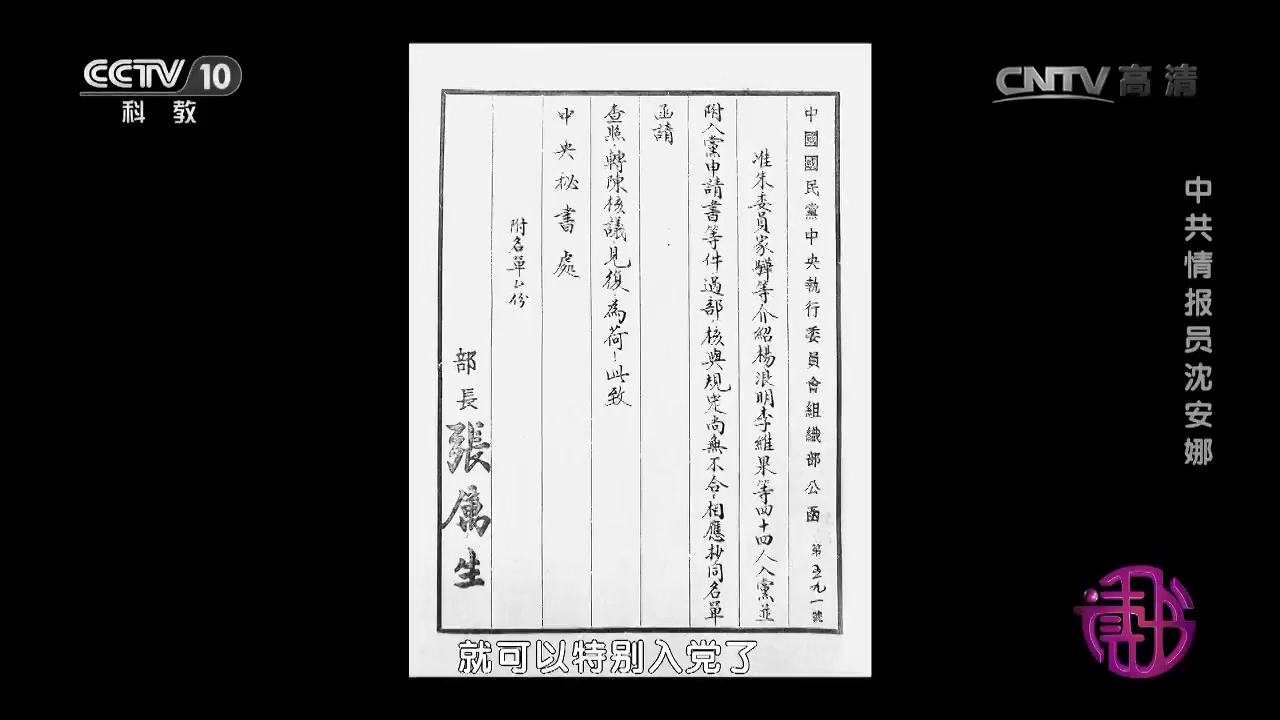 CCTV 10
科教
CNTV 高清
中共情报员沈安娜
中國國民黨中央執行委員會組織部公函 第五九一號
准朱委員家驊等介紹楊浪明李維果等四十四人入黨並
附入黨申請書等件過部核與規定尚無不合相應抄同名單
函請
查照轉陳核議見復為荷此致
中央秘書處
附名單乙份
部長張厲生
就可以特别入党了